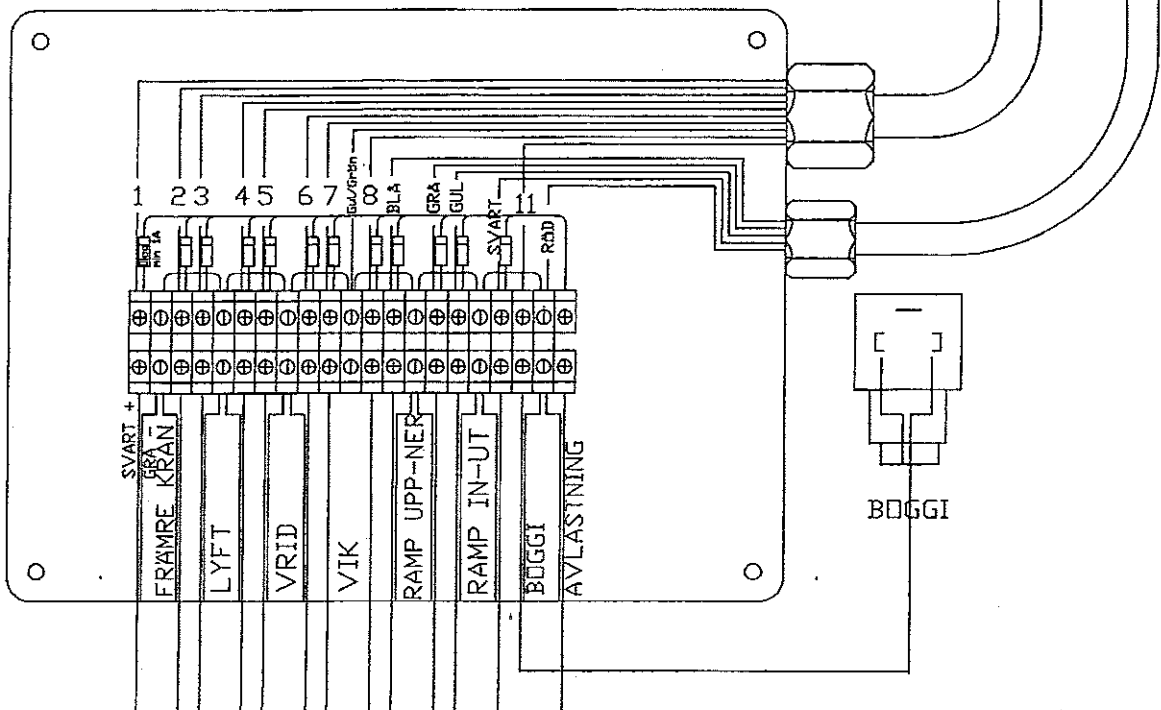 1 2 3 4 5 6 7 Gul/Grön 8 BLÅ GRÅ GUL SVART 11 RÖD
Min 1A
SVART +
GRÅ -
FRÄMRE KRAN
LYFT
VRID
VIK
RAMP UPP-NER
RAMP IN-UT
BOGGI
AVLASTNING
BOGGI